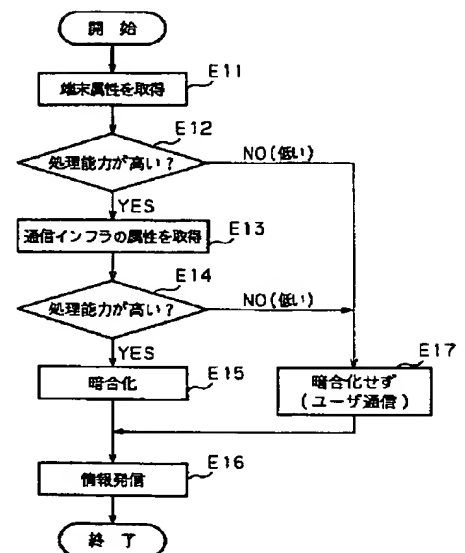 開 始
E11
端末属性を取得
E12
処理能力が高い?
NO(低い)
YES
E13
通信インフラの属性を取得
E14
処理能力が高い?
NO(低い)
YES
E15
暗合化
E17
暗合化せず
(ユーザ通信)
E16
情報発信
終 了